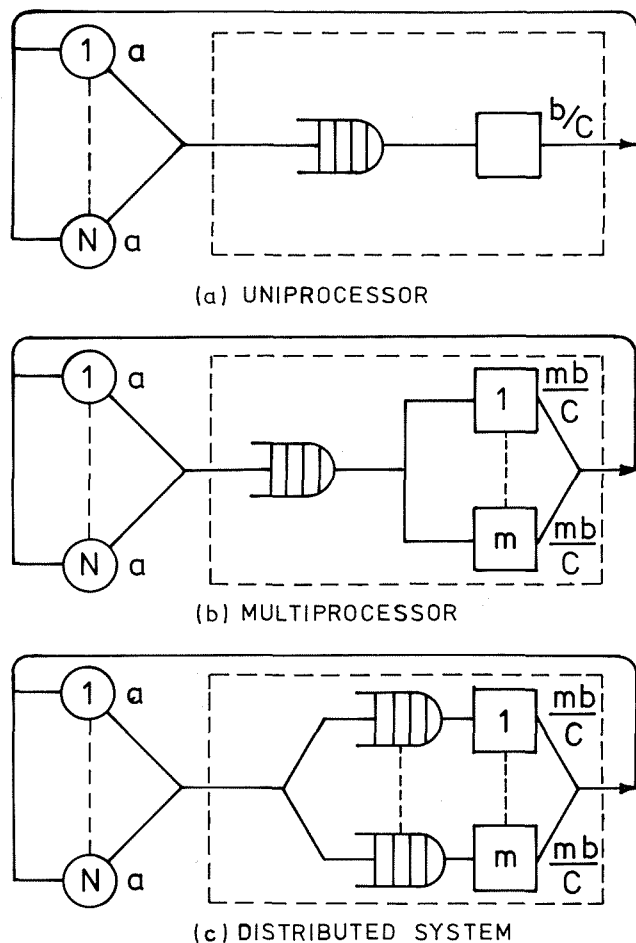 1 a
b/C
N a
(a) UNIPROCESSOR
1 a
1 mb/C
N a
m mb/C
(b) MULTIPROCESSOR
1 a
1 mb/C
N a
m mb/C
(c) DISTRIBUTED SYSTEM